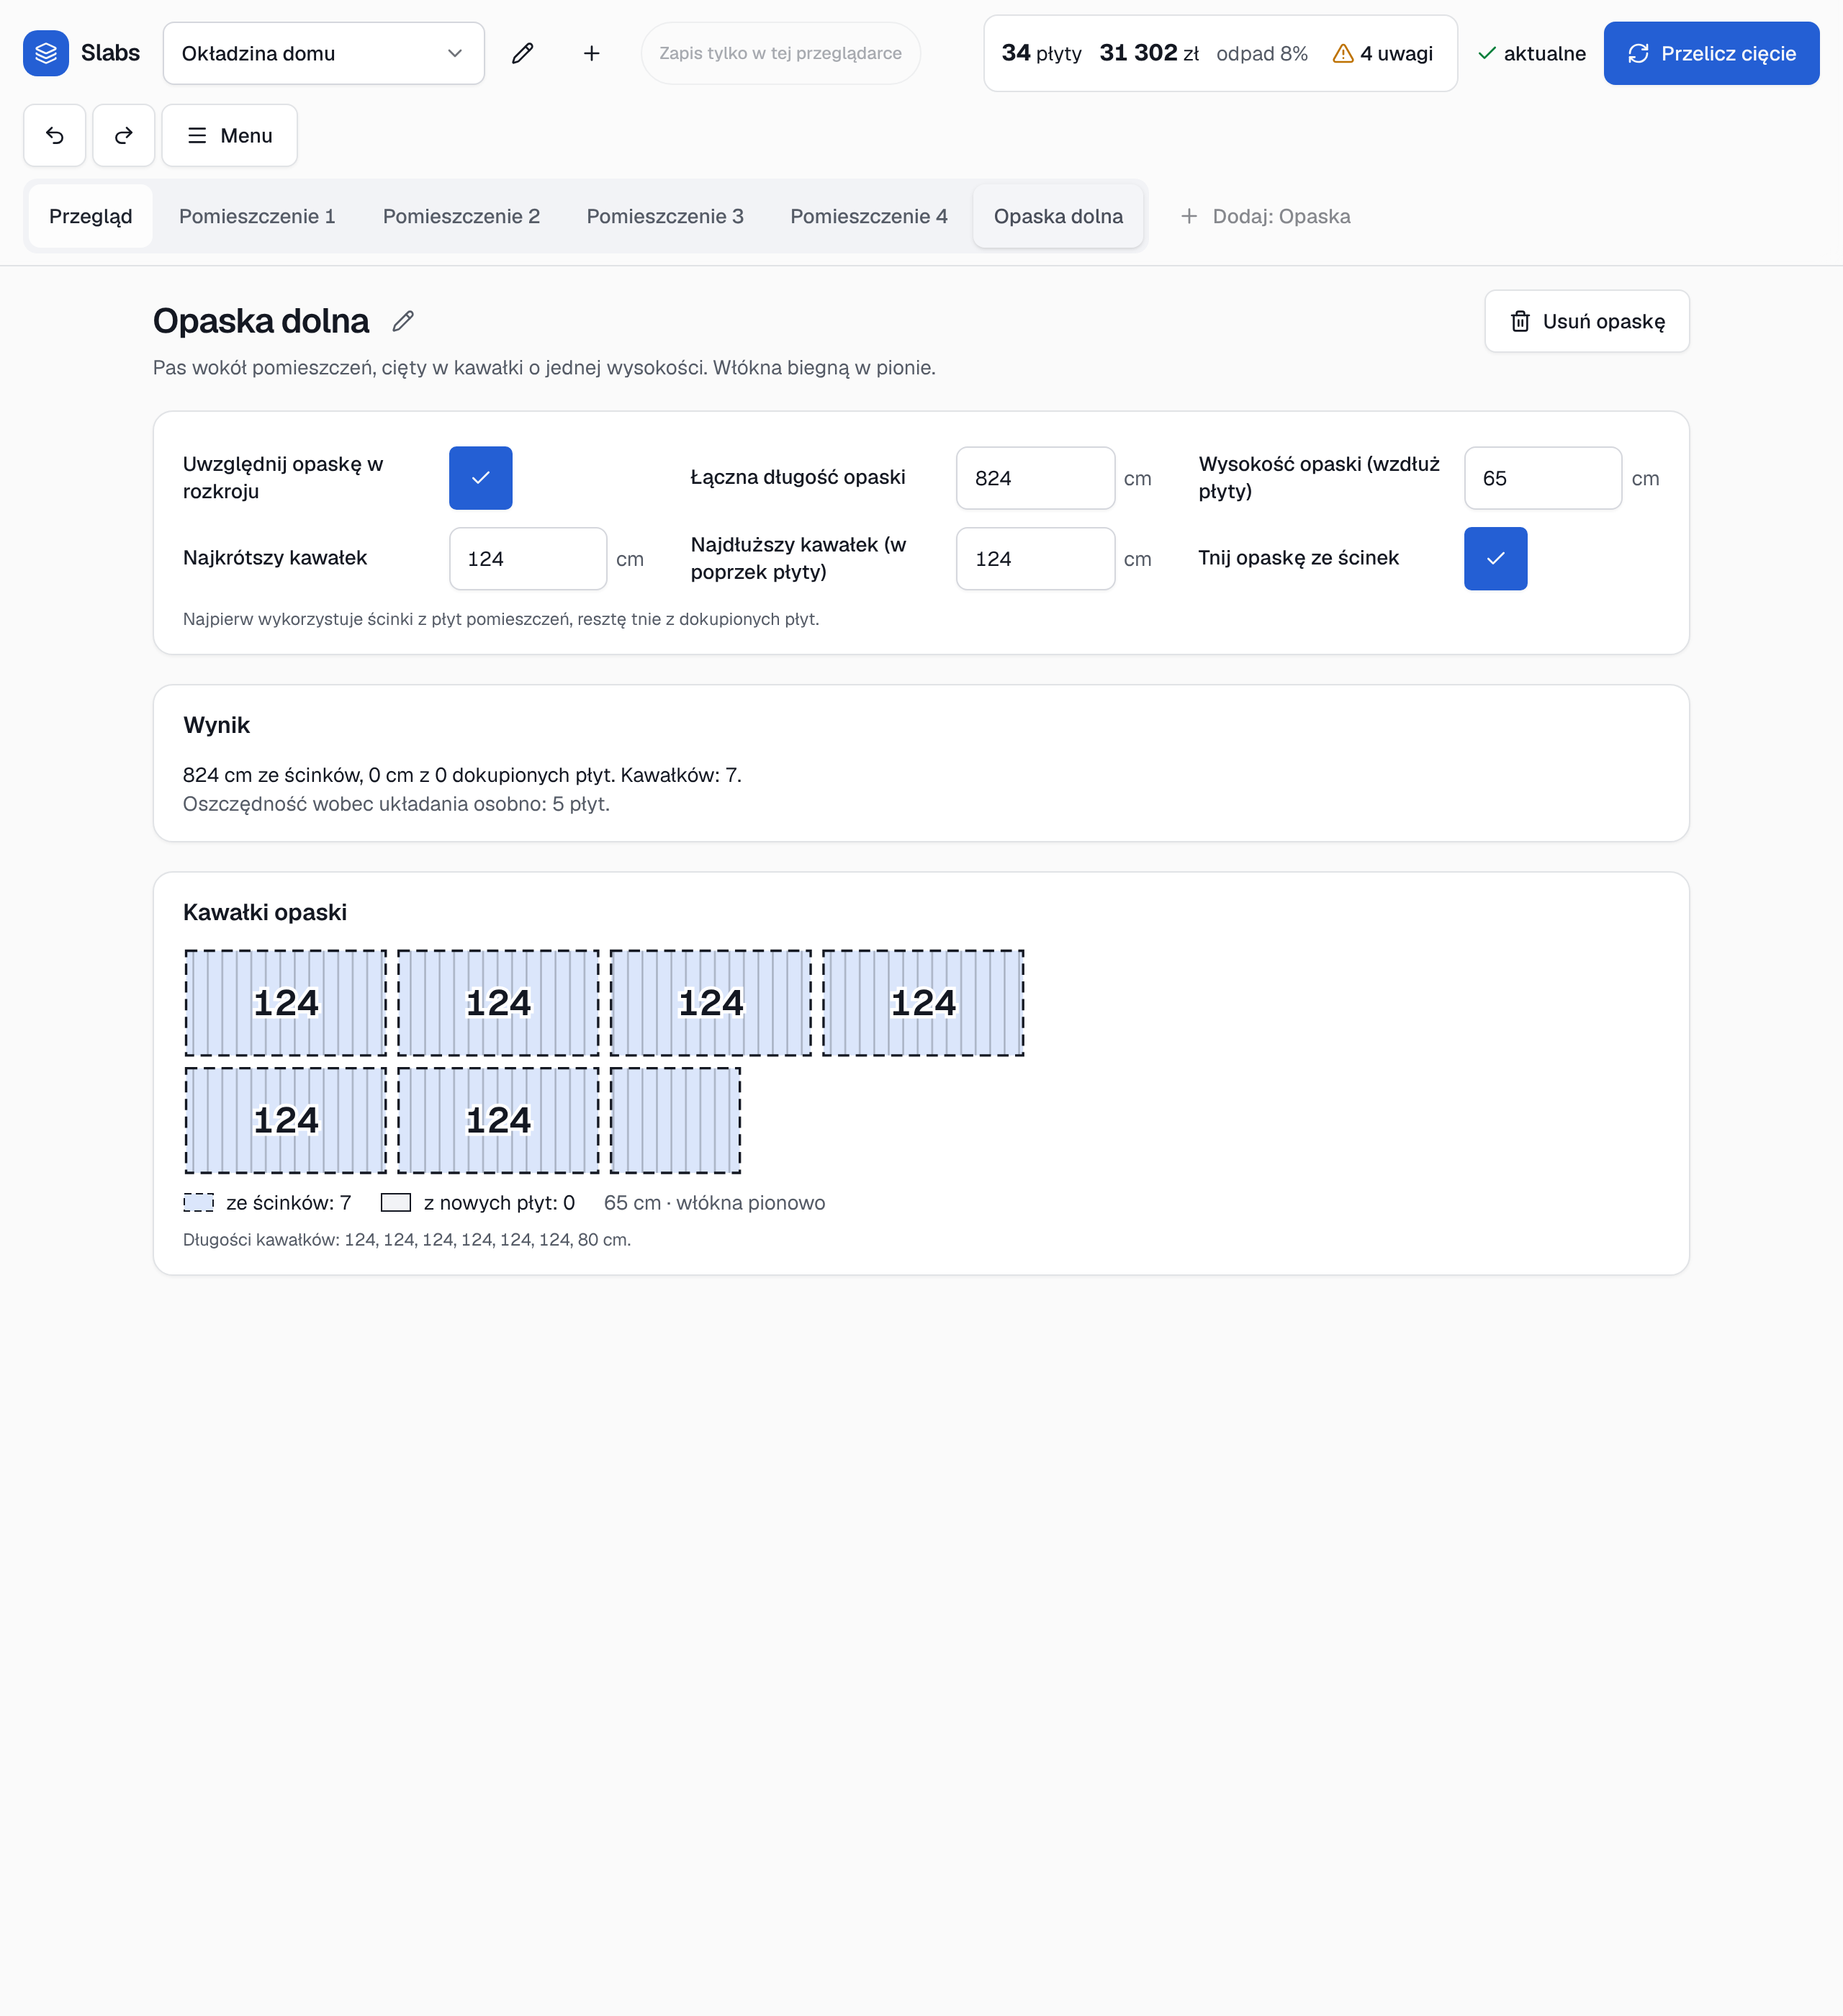 Slabs
Okładzina domu
Zapis tylko w tej przeglądarce
34 płyty 31 302 zł odpad 8% 4 uwagi
aktualne
Przelicz cięcie
Menu
Przegląd
Pomieszczenie 1
Pomieszczenie 2
Pomieszczenie 3
Pomieszczenie 4
Opaska dolna
Dodaj: Opaska
Opaska dolna
Usuń opaskę
Pas wokół pomieszczeń, cięty w kawałki o jednej wysokości. Włókna biegną w pionie.
Uwzględnij opaskę w
rozkroju
Łączna długość opaski
824 cm
Wysokość opaski (wzdłuż
płyty)
65 cm
Najkrótszy kawałek
124 cm
Najdłuższy kawałek (w
poprzek płyty)
124 cm
Tnij opaskę ze ścinek
Najpierw wykorzystuje ścinki z płyt pomieszczeń, resztę tnie z dokupionych płyt.
Wynik
824 cm ze ścinków, 0 cm z 0 dokupionych płyt. Kawałków: 7.
Oszczędność wobec układania osobno: 5 płyt.
Kawałki opaski
124 124 124 124
124 124
ze ścinków: 7 z nowych płyt: 0 65 cm · włókna pionowo
Długości kawałków: 124, 124, 124, 124, 124, 124, 80 cm.